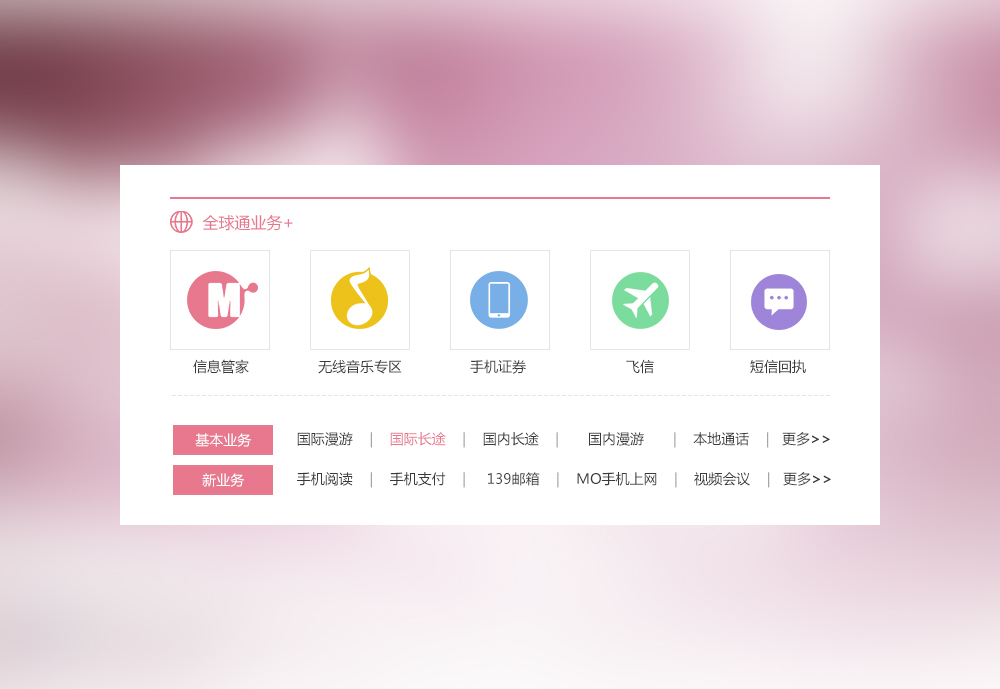 全球通业务+
M
信息管家 无线音乐专区 手机证券 飞信 短信回执
基本业务 国际漫游 | 国际长途 | 国内长途 | 国内漫游 | 本地通话 | 更多>>
新业务 手机阅读 | 手机支付 | 139邮箱 | MO手机上网 | 视频会议 | 更多>>